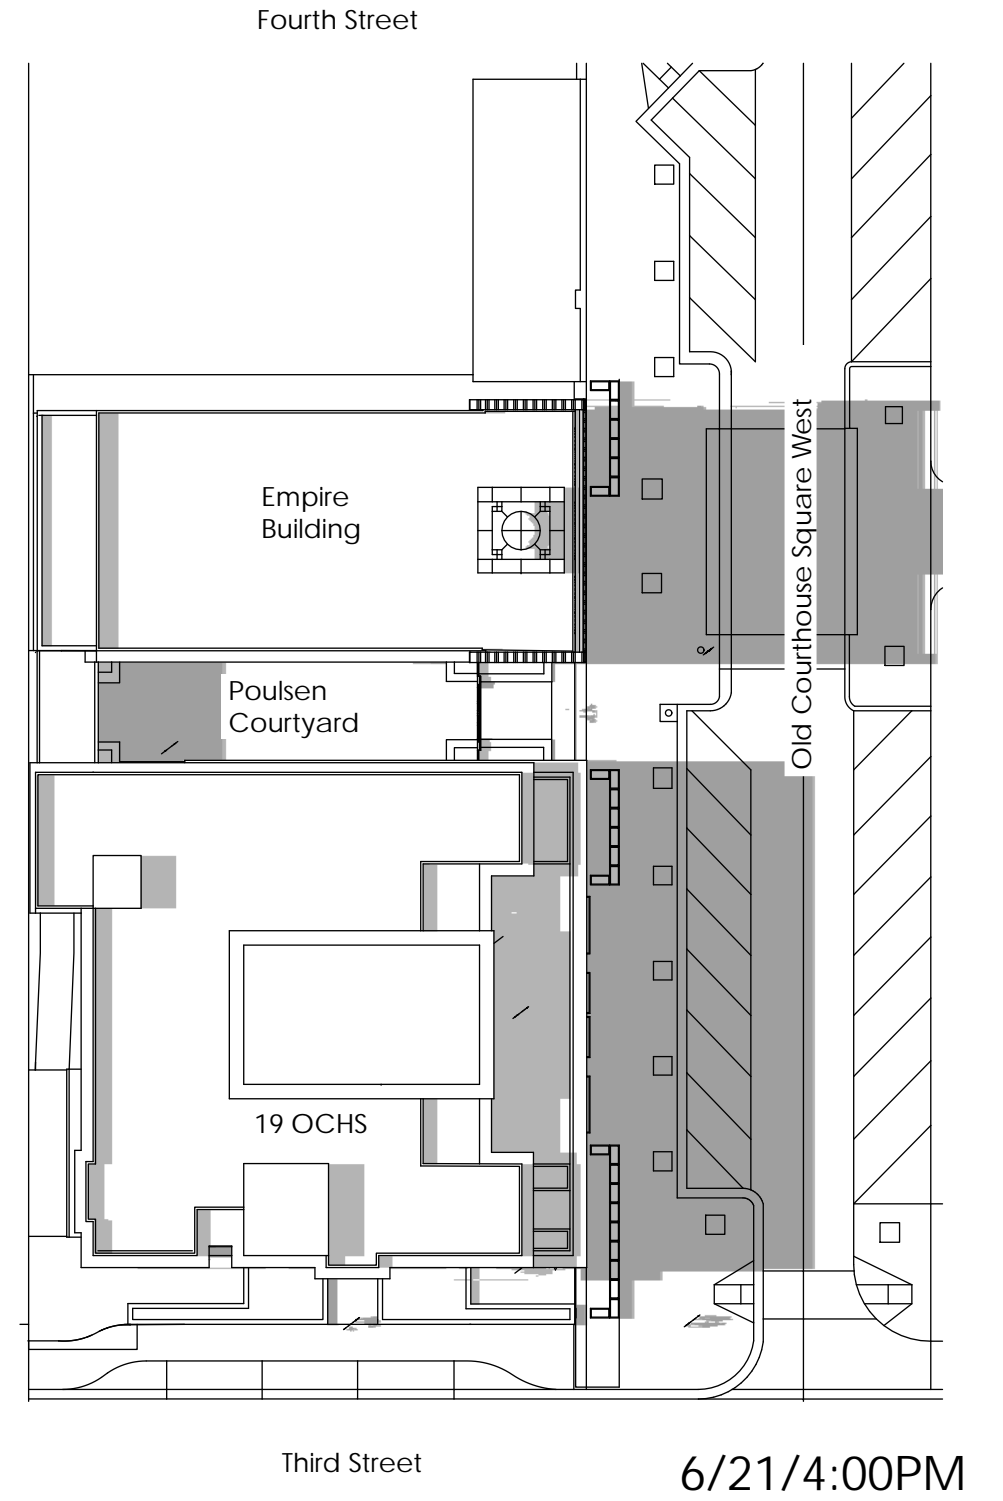 Fourth Street
Empire
Building
Old Courthouse Square West
Poulsen
Courtyard
19 OCHS
Third Street
6/21/4:00PM